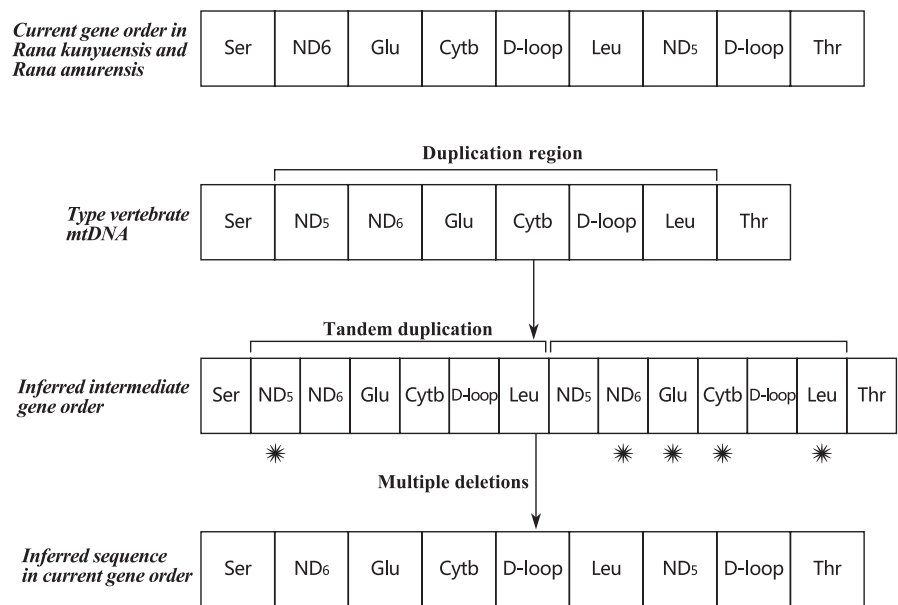 Current gene order in
Rana kunyuensis and
Rana amurensis
Ser ND6 Glu Cytb D-loop Leu ND5 D-loop Thr
Duplication region
Type vertebrate
mtDNA
Ser ND5 ND6 Glu Cytb D-loop Leu Thr
Tandem duplication
Inferred intermediate
gene order
Ser ND5 ND6 Glu Cytb D-loop Leu ND5 ND6 Glu Cytb D-loop Leu Thr
Multiple deletions
Inferred sequence
in current gene order
Ser ND6 Glu Cytb D-loop Leu ND5 D-loop Thr